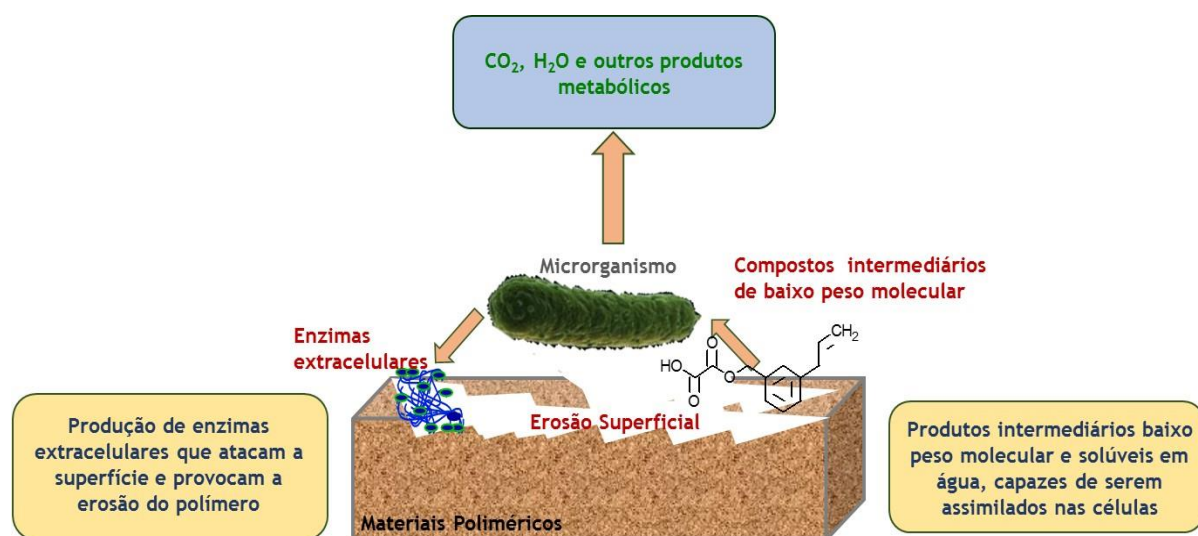 CO₂, H₂O e outros produtos
metabólicos
Microrganismo
Compostos intermediários
de baixo peso molecular
Enzimas
extracelulares
CH₂
O
HO
O
O
Erosão Superficial
Produção de enzimas
extracelulares que atacam a
superfície e provocam a
erosão do polímero
Produtos intermediários baixo
peso molecular e solúveis em
água, capazes de serem
assimilados nas células
Materiais Poliméricos